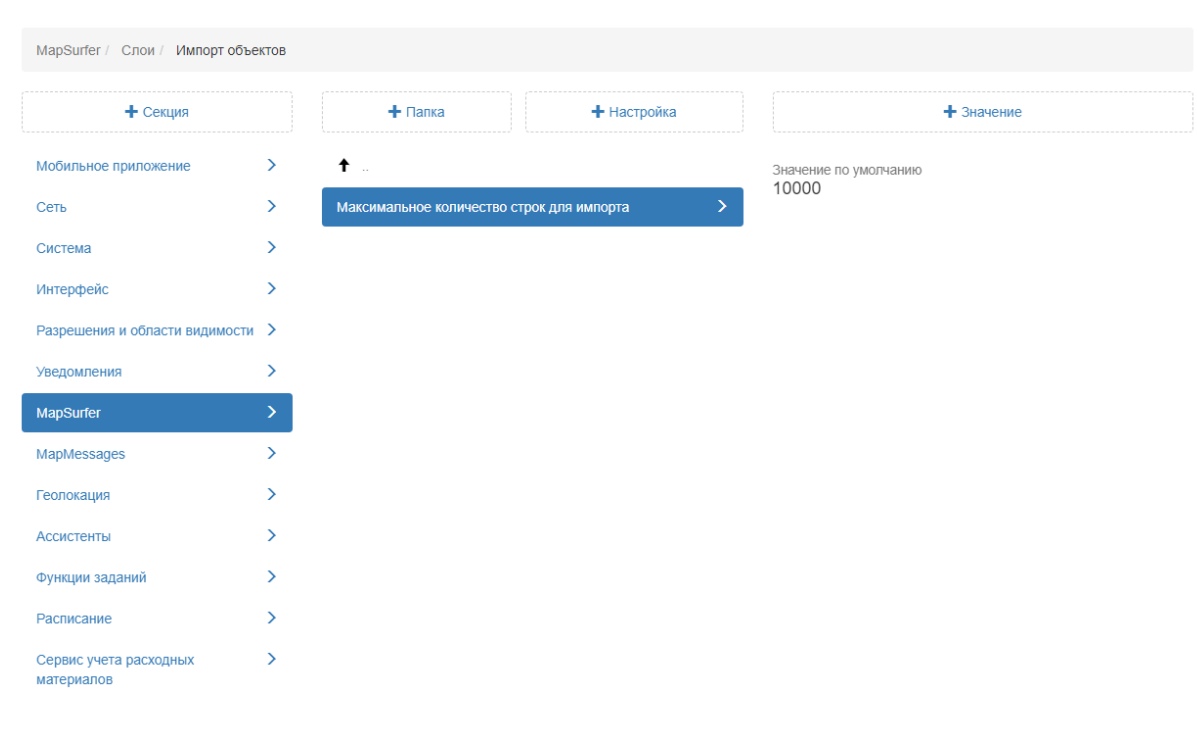 MapSurfer / Слои / Импорт объектов
+ Секция
+ Папка
+ Настройка
+ Значение
Мобильное приложение
Сеть
Система
Интерфейс
Разрешения и области видимости
Уведомления
MapSurfer
MapMessages
Геолокация
Ассистенты
Функции заданий
Расписание
Сервис учета расходных
материалов
..
Максимальное количество строк для импорта
Значение по умолчанию
10000